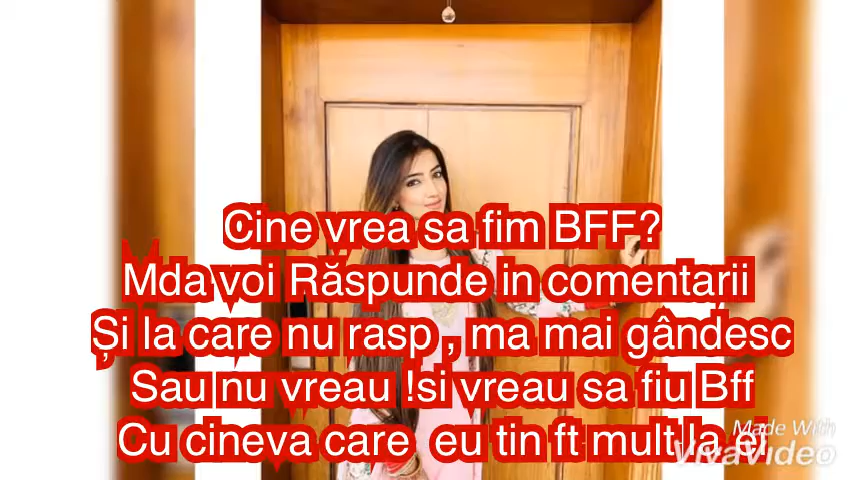 Cine vrea sa fim BFF?
Mda voi Răspunde in comentarii
Și la care nu rasp , ma mai gândesc
Sau nu vreau !si vreau sa fiu Bff
Cu cineva care eu tin ft mult la ei
Made With
VivaVideo